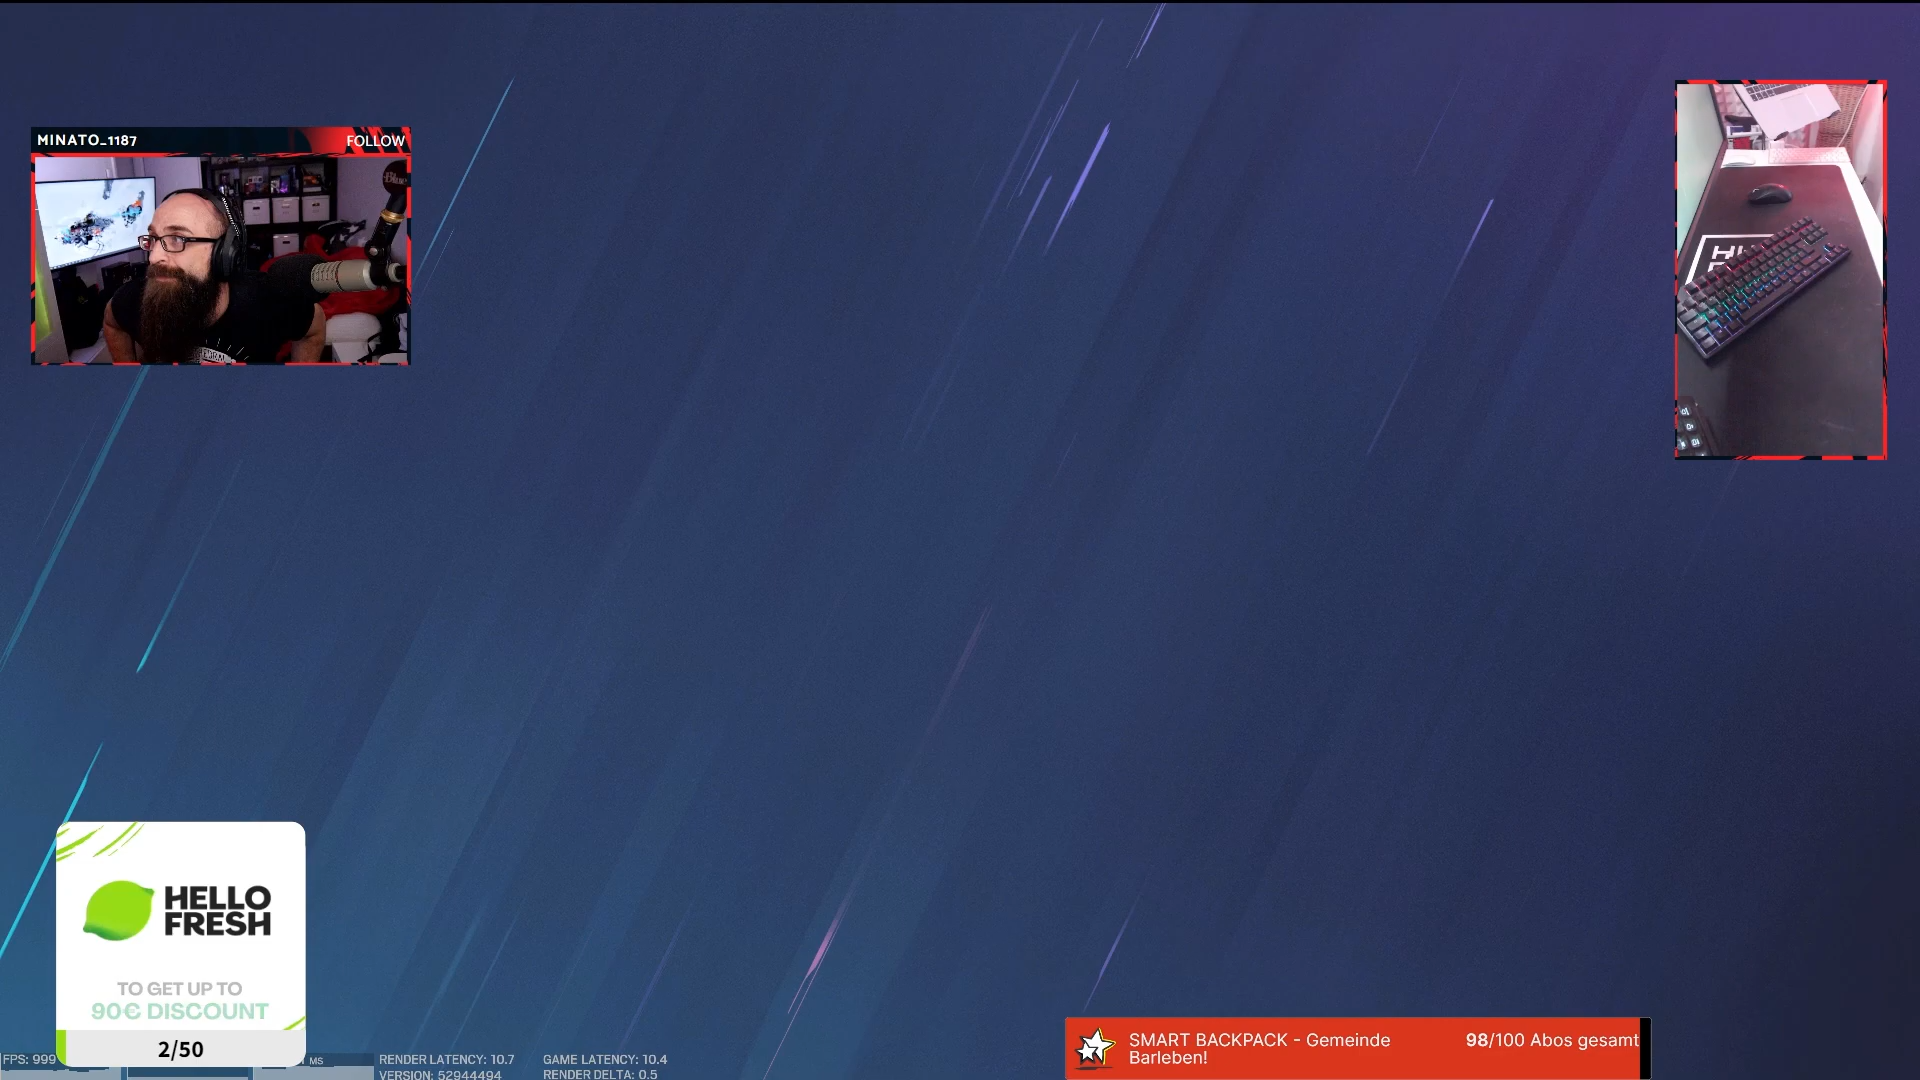 MINATO_1187
FOLLOW
HELLO
FRESH
TO GET UP TO
90€ DISCOUNT
2/50
FPS: 999
MS
RENDER LATENCY: 10.7
GAME LATENCY: 10.4
VERSION: 52944494
RENDER DELTA: 0.5
SMART BACKPACK - Gemeinde
Barleben!
98/100 Abos gesamt